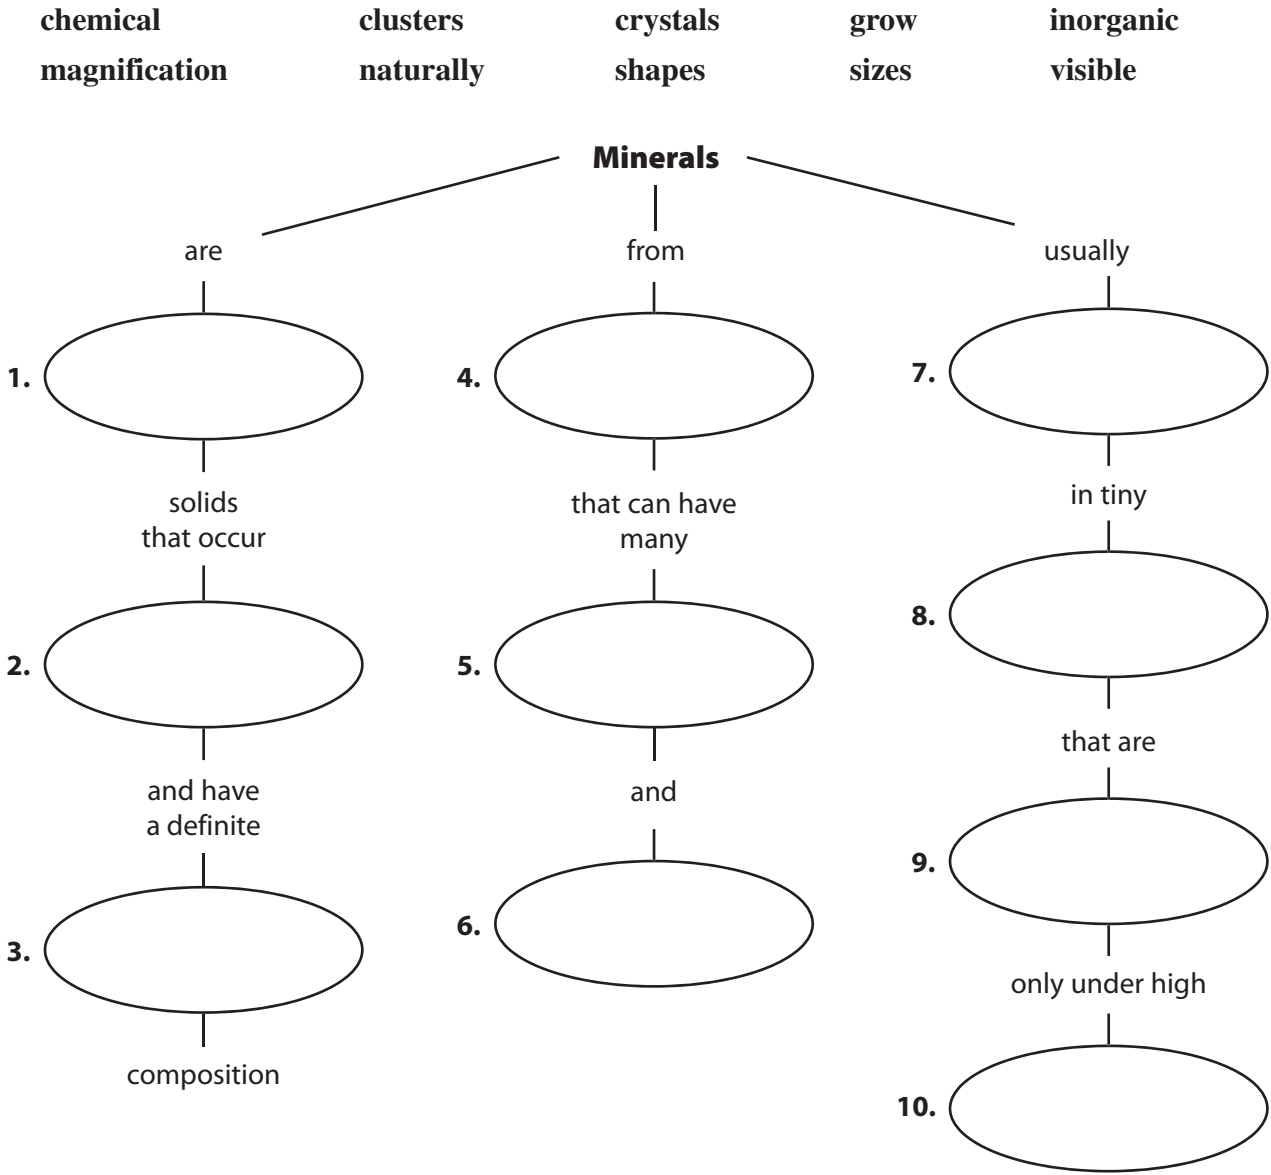 chemical clusters crystals grow inorganic
magnification naturally shapes sizes visible
Minerals
are
1.
solids
that occur
2.
and have
a definite
3.
composition
from
4.
that can have
many
5.
and
6.
usually
7.
in tiny
8.
that are
9.
only under high
10.